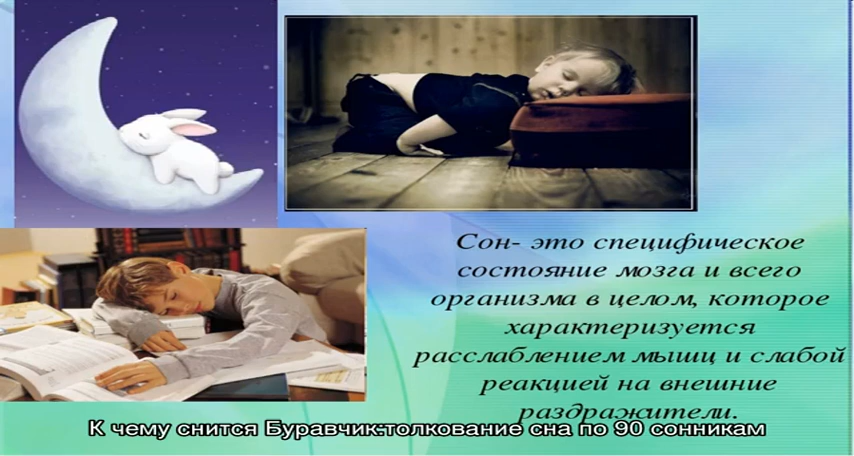 Сон- это специфическое
состояние мозга и всего
организма в целом, которое
характеризуется
расслаблением мышц и слабой
реакцией на внешние
раздражители.
К чему снится Буравчик:толкование сна по 90 сонникам